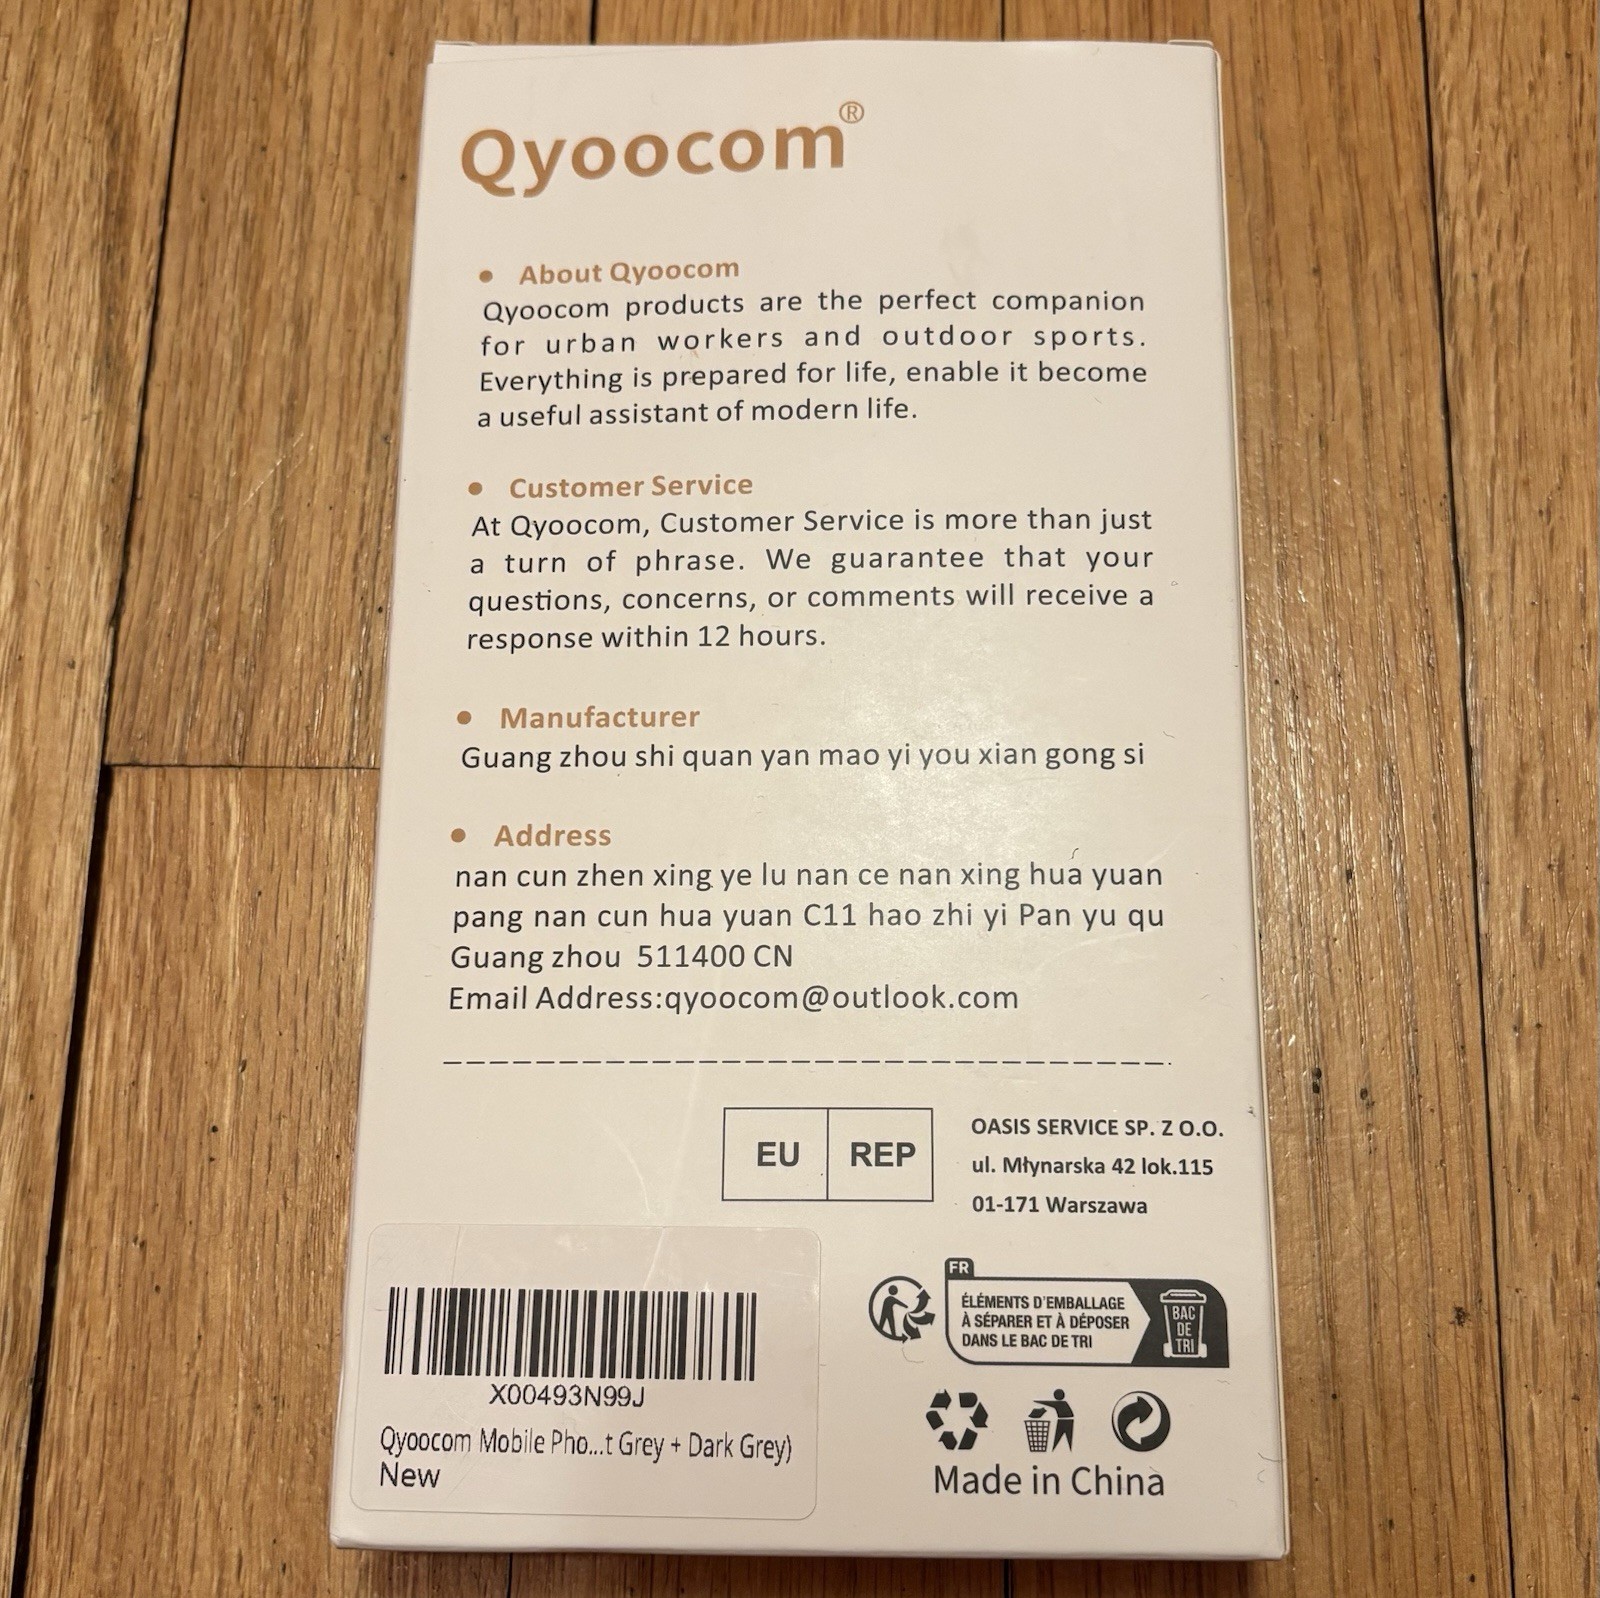 Qyoocom®
• About Qyoocom
Qyoocom products are the perfect companion
for urban workers and outdoor sports.
Everything is prepared for life, enable it become
a useful assistant of modern life.
• Customer Service
At Qyoocom, Customer Service is more than just
a turn of phrase. We guarantee that your
questions, concerns, or comments will receive a
response within 12 hours.
• Manufacturer
Guang zhou shi quan yan mao yi you xian gong si
• Address
nan cun zhen xing ye lu nan ce nan xing hua yuan
pang nan cun hua yuan C11 hao zhi yi Pan yu qu
Guang zhou 511400 CN
Email Address:qyoocom@outlook.com
EU REP
OASIS SERVICE SP. Z O.O.
ul. Młynarska 42 lok.115
01-171 Warszawa
FR
ÉLÉMENTS D'EMBALLAGE
À SÉPARER ET À DÉPOSER
DANS LE BAC DE TRI
BAC
DE
TRI
X00493N99J
Qyoocom Mobile Pho...t Grey + Dark Grey)
New
Made in China